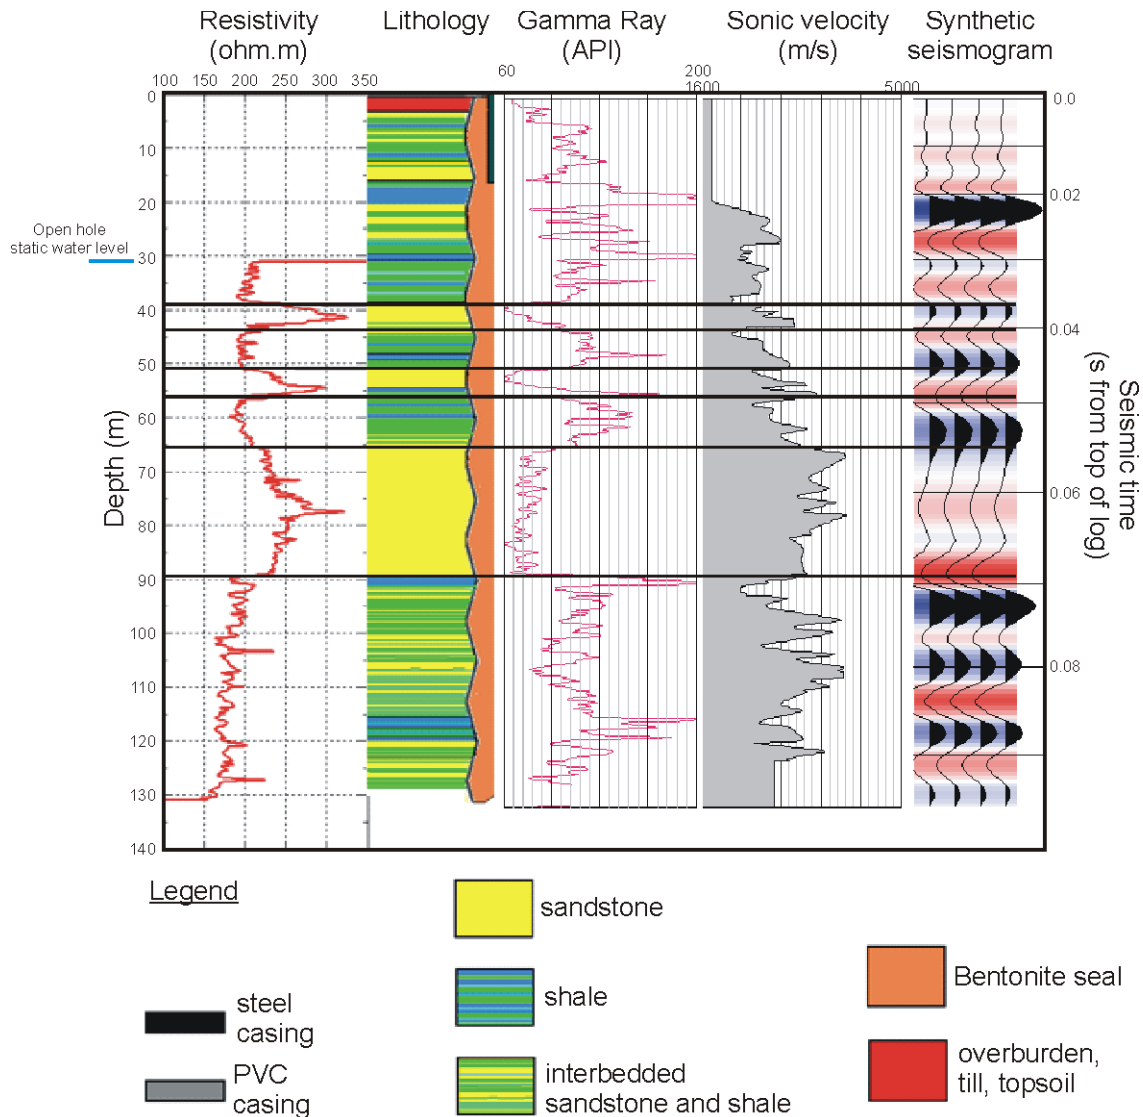 Resistivity
(ohm.m)
Lithology
Gamma Ray
(API)
Sonic velocity
(m/s)
Synthetic
seismogram
100 150 200 250 300 350
60 200
1600 5000
0
10
20
30
40
50
60
70
80
90
100
110
120
130
140
Depth (m)
Open hole
static water level
0.0
0.02
0.04
0.06
0.08
Seismic time
(s from top of log)
Legend
steel
casing
PVC
casing
sandstone
shale
interbedded
sandstone and shale
Bentonite seal
overburden,
till, topsoil